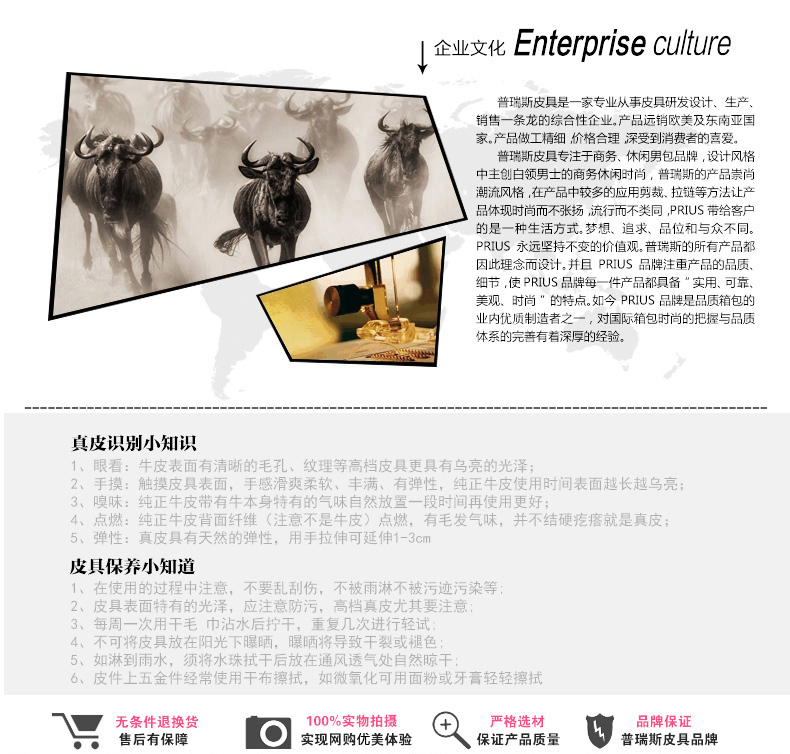 企业文化 Enterprise culture
普瑞斯皮具是一家专业从事皮具研发设计、生产、
销售一条龙的综合性企业。产品远销欧美及东南亚国
家。产品做工精细,价格合理,深受到消费者的喜爱。
普瑞斯皮具专注于商务、休闲男包品牌,设计风格
中主创白领男士的商务休闲时尚,普瑞斯的产品崇尚
潮流风格,在产品中较多的应用剪裁、拉链等方法让产
品体现时尚而不张扬,流行而不类同,PRIUS 带给客户
的是一种生活方式。梦想、追求、品位和与众不同。
PRIUS 永远坚持不变的价值观。普瑞斯的所有产品都
因此理念而设计。并且 PRIUS 品牌注重产品的品质、
细节,使PRIUS品牌每一件产品都具备“实用、可靠、
美观、时尚”的特点。如今 PRIUS 品牌是品质箱包的
业内优质制造者之一,对国际箱包时尚的把握与品质
体系的完善有着深厚的经验。
真皮识别小知识
1、眼看:牛皮表面有清晰的毛孔、纹理等高档皮具更具有乌亮的光泽;
2、手摸:触摸皮具表面,手感滑爽柔软、丰满、有弹性,纯正牛皮使用时间表面越长越乌亮;
3、嗅味:纯正牛皮带有牛本身特有的气味自然放置一段时间再使用更好;
4、点燃:纯正牛皮背面纤维(注意不是牛皮)点燃,有毛发气味,并不结硬疙瘩就是真皮;
5、弹性:真皮具有天然的弹性,用手拉伸可延伸1-3cm
皮具保养小知道
1、在使用的过程中注意,不要乱刮伤,不被雨淋不被污迹污染等;
2、皮具表面特有的光泽,应注意防污,高档真皮尤其要注意;
3、每周一次用干毛 巾沾水后拧干,重复几次进行轻试;
4、不可将皮具放在阳光下曝晒,曝晒将导致干裂或褪色;
5、如淋到雨水,须将水珠拭干后放在通风透气处自然晾干;
6、皮件上五金件经常使用干布擦拭,如微氧化可用面粉或牙膏轻轻擦拭
无条件退换货 100%实物拍摄 严格选材 品牌保证
售后有保障 实现网购优美体验 保证产品质量 普瑞斯皮具品牌